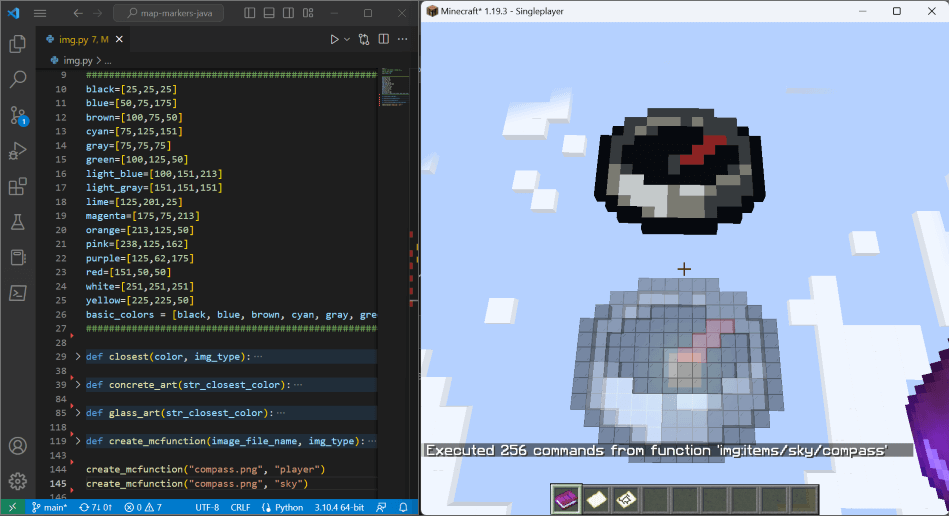 map-markers-java
img.py 7, M
img.py > ...
9 ####################################################
10 black=[25,25,25]
11 blue=[50,75,175]
12 brown=[100,75,50]
13 cyan=[75,125,151]
14 gray=[75,75,75]
15 green=[100,125,50]
16 light_blue=[100,151,213]
17 light_gray=[151,151,151]
18 lime=[125,201,25]
19 magenta=[175,75,213]
20 orange=[213,125,50]
21 pink=[238,125,162]
22 purple=[125,62,175]
23 red=[151,50,50]
24 white=[251,251,251]
25 yellow=[225,225,50]
26 basic_colors = [black, blue, brown, cyan, gray, gre
27 ####################################################
28
29 def closest(color, img_type): ...
38
39 def concrete_art(str_closest_color): ...
84
85 def glass_art(str_closest_color): ...
118
119 def create_mcfunction(image_file_name, img_type): ...
143
144 create_mcfunction("compass.png", "player")
145 create_mcfunction("compass.png", "sky")
146
1
main* 7↓ 0↑ 0 7 UTF-8 CRLF Python 3.10.4 64-bit
Minecraft* 1.19.3 - Singleplayer
Executed 256 commands from function 'img:items/sky/compass'